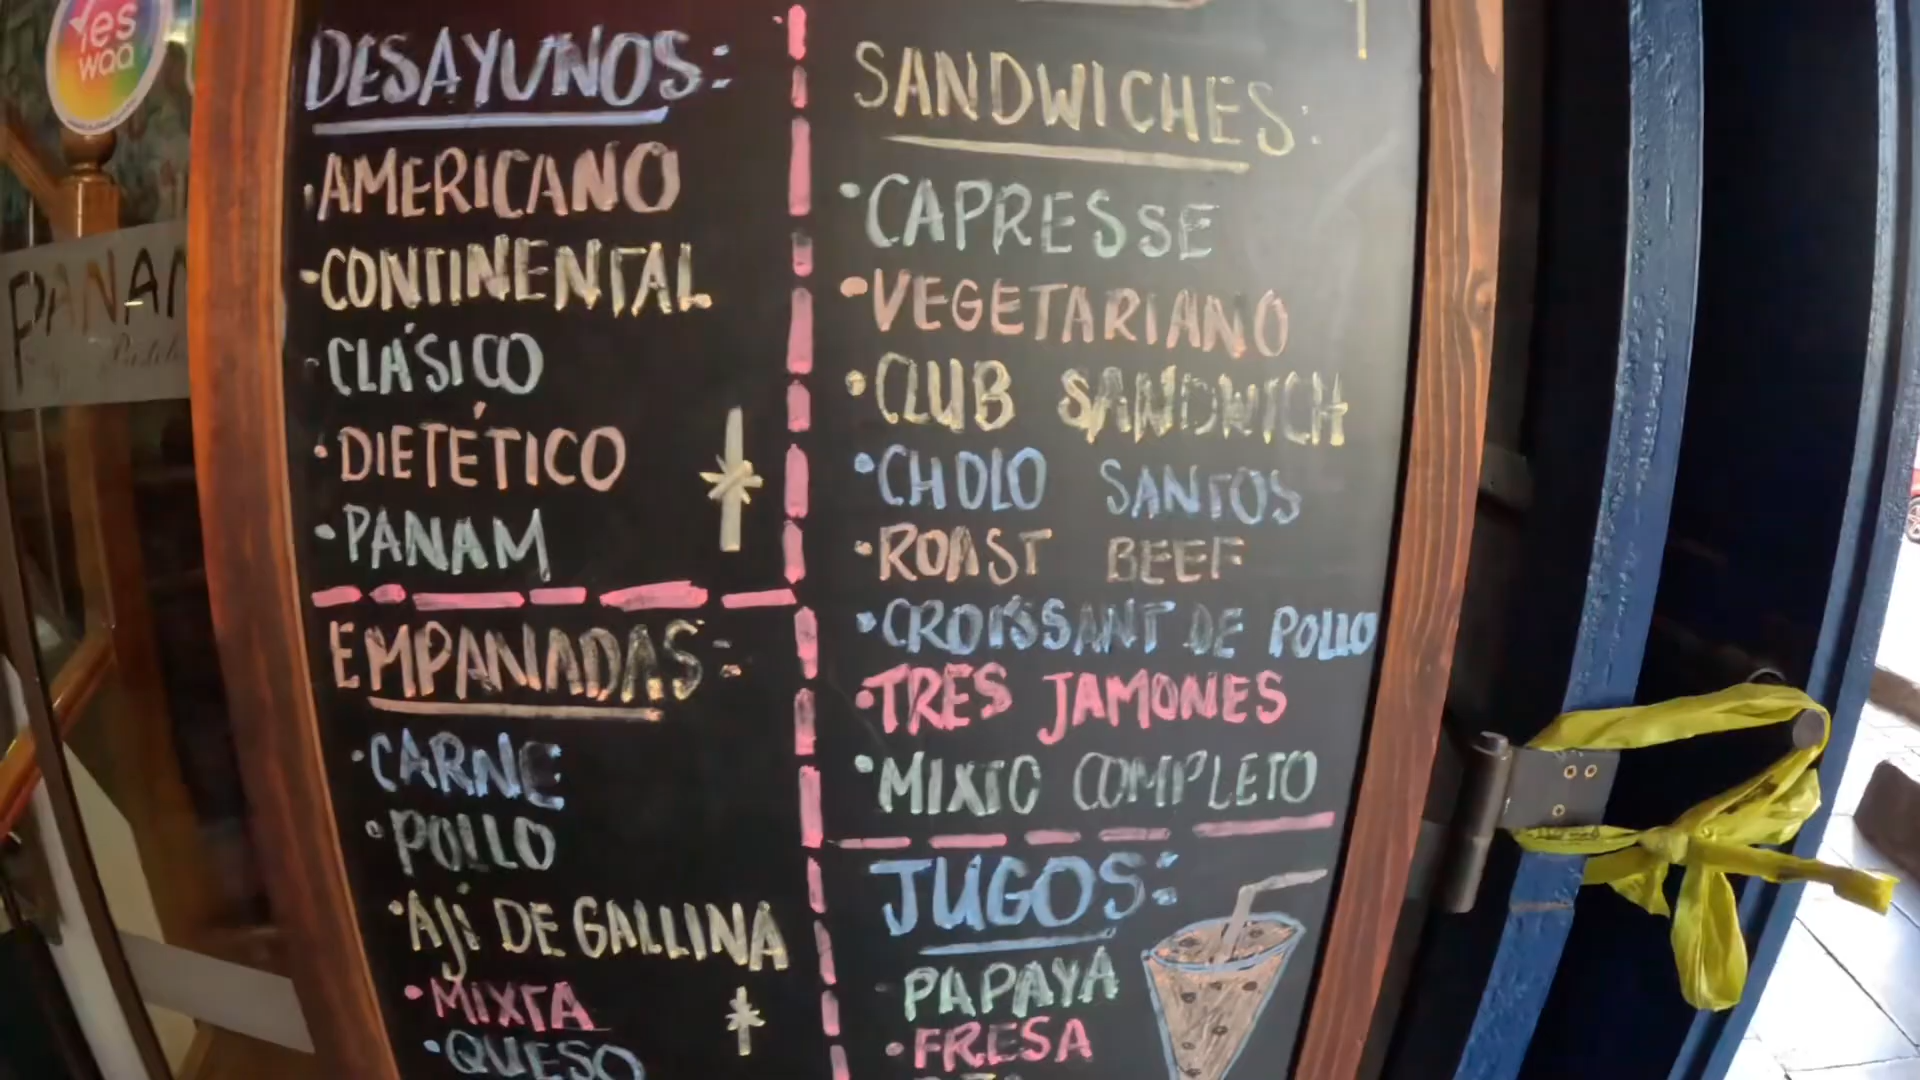 Yes
waa
PANAM
DESAYUNOS:
·AMERICANO
·CONTINENTAL
·CLÁSICO
·DIETÉTICO
·PANAM
EMPANADAS:
·CARNE
·POLLO
·AJÍ DE GALLINA
·MIXTA
·QUESO
SANDWICHES:
·CAPRESSE
·VEGETARIANO
·CLUB SANDWICH
·CHOLO SANTOS
·ROAST BEEF
·CROISSANT DE POLLO
·TRES JAMONES
·MIXTO COMPLETO
JUGOS:
PAPAYA
·FRESA